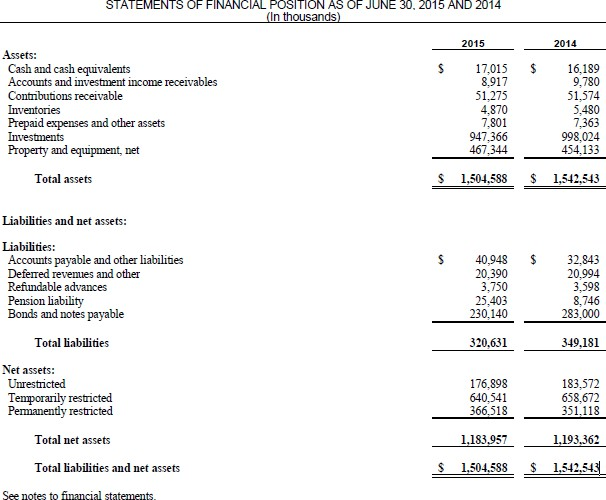 STATEMENTS OF FINANCIAL POSITION AS OF JUNE 30, 2015 AND 2014
(In thousands)
2015 2014
Assets:
Cash and cash equivalents $ 17,015 $ 16,189
Accounts and investment income receivables 8,917 9,780
Contributions receivable 51,275 51,574
Inventories 4,870 5,480
Prepaid expenses and other assets 7,801 7,363
Investments 947,366 998,024
Property and equipment, net 467,344 454,133
Total assets $ 1,504,588 $ 1,542,543
Liabilities and net assets:
Liabilities:
Accounts payable and other liabilities $ 40,948 $ 32,843
Deferred revenues and other 20,390 20,994
Refundable advances 3,750 3,598
Pension liability 25,403 8,746
Bonds and notes payable 230,140 283,000
Total liabilities 320,631 349,181
Net assets:
Unrestricted 176,898 183,572
Temporarily restricted 640,541 658,672
Permanently restricted 366,518 351,118
Total net assets 1,183,957 1,193,362
Total liabilities and net assets $ 1,504,588 $ 1,542,543
See notes to financial statements.